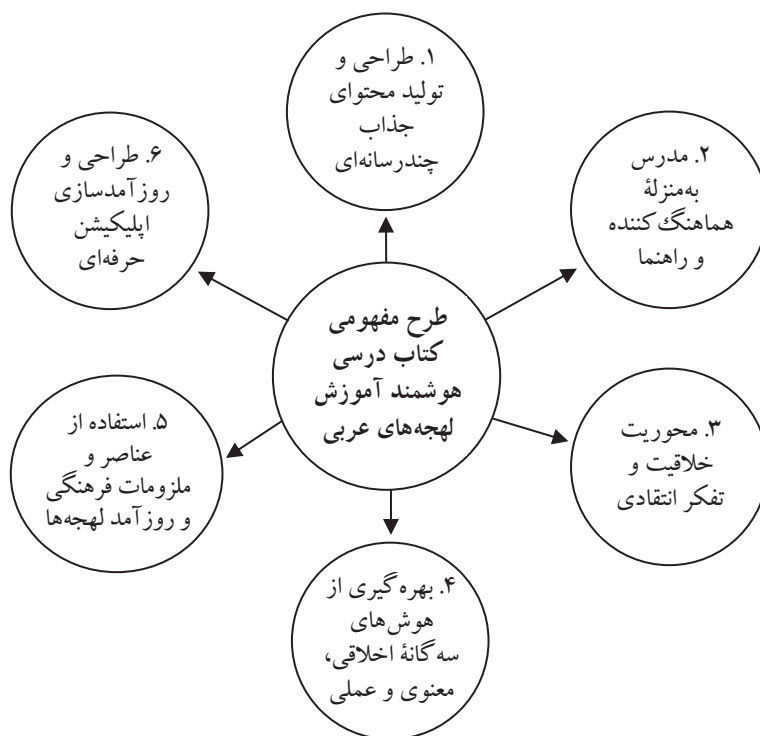 ۱. طراحی و
تولید محتوای
جذاب
چندرسانه‌ای
۲. مدرس
به‌منزلهٔ
هماهنگ‌کننده
و راهنما
۳. محوریت
خلاقیت و
تفکر انتقادی
۴. بهره‌گیری از
هوش‌های
سه‌گانهٔ اخلاقی،
معنوی و عملی
۵. استفاده از
عناصر و
ملزومات فرهنگی
و روزآمد لهجه‌ها
۶. طراحی و
روزآمدسازی
اپلیکیشن
حرفه‌ای
طرح مفهومی
کتاب درسی
هوشمند آموزش
لهجه‌های عربی